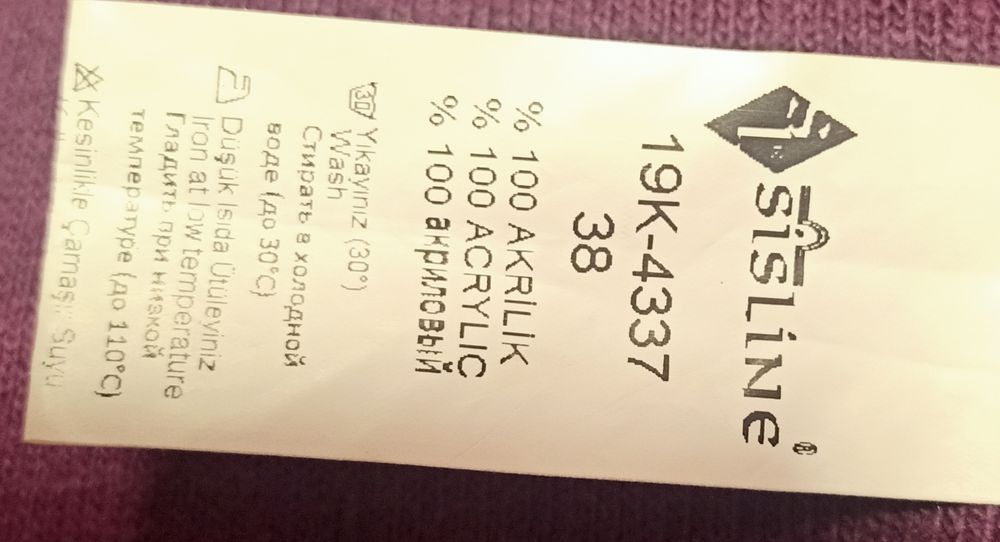 sisline®
19K-4337
38
% 100 AKRİLİK
% 100 ACRYLIC
% 100 акриловый
30 Yıkayınız (30°)
Wash
Стирать в холодной
воде (до 30°C)
Düşük Isıda Ütüleyiniz
Iron at low temperature
Гладить при низкой
температуре (до 110°C)
Kesinlikle Çamaşır Suyu